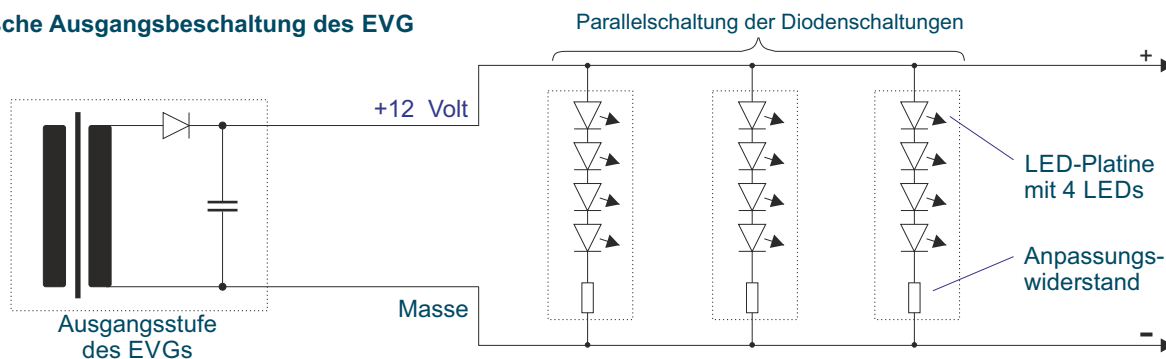 sche Ausgangsbeschaltung des EVG
Parallelschaltung der Diodenschaltungen
+
+12 Volt
LED-Platine
mit 4 LEDs
Anpassungs-
widerstand
Masse
Ausgangsstufe
des EVGs
-